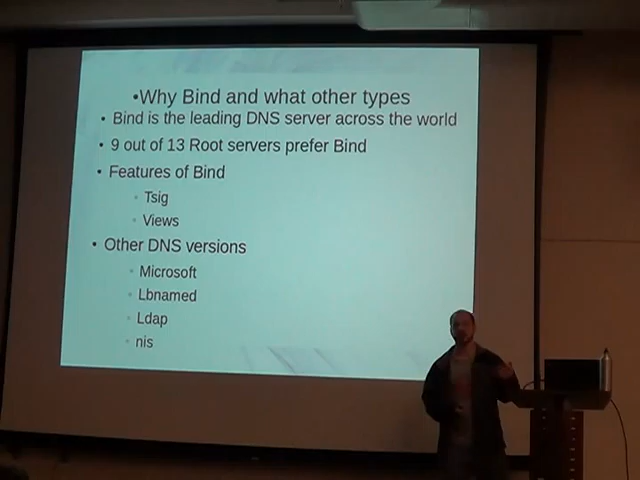 •Why Bind and what other types
• Bind is the leading DNS server across the world
• 9 out of 13 Root servers prefer Bind
• Features of Bind
• Tsig
• Views
• Other DNS versions
• Microsoft
• Lbnamed
• Ldap
• nis